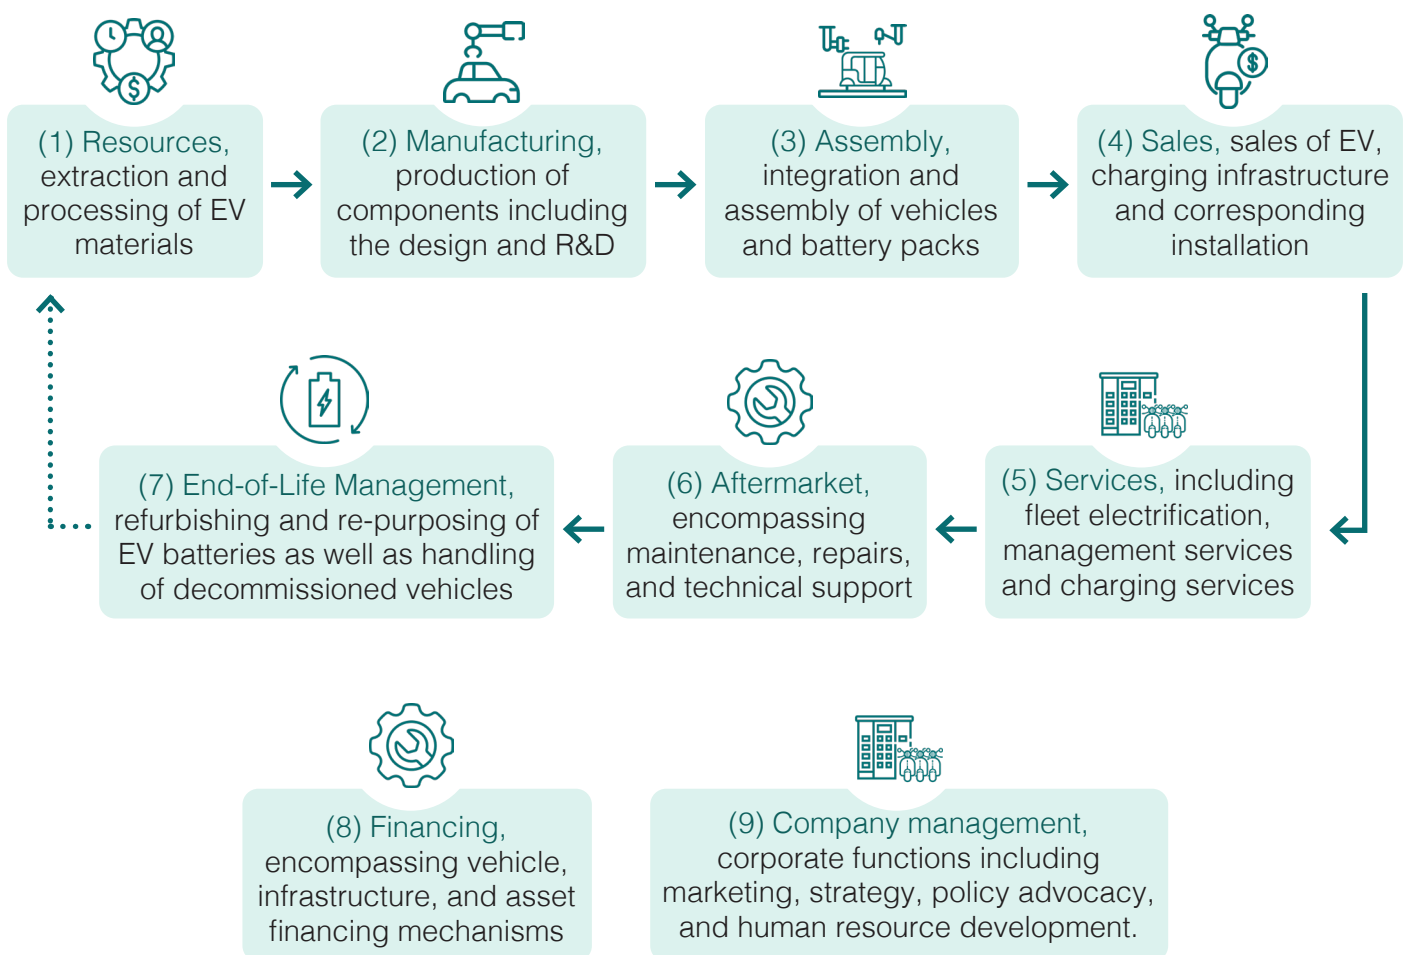 (1) Resources,
extraction and
processing of EV
materials
(2) Manufacturing,
production of
components including
the design and R&D
(3) Assembly,
integration and
assembly of vehicles
and battery packs
(4) Sales, sales of EV,
charging infrastructure
and corresponding
installation
(5) Services, including
fleet electrification,
management services
and charging services
(6) Aftermarket,
encompassing
maintenance, repairs,
and technical support
(7) End-of-Life Management,
refurbishing and re-purposing of
EV batteries as well as handling
of decommissioned vehicles
(8) Financing,
encompassing vehicle,
infrastructure, and asset
financing mechanisms
(9) Company management,
corporate functions including
marketing, strategy, policy advocacy,
and human resource development.